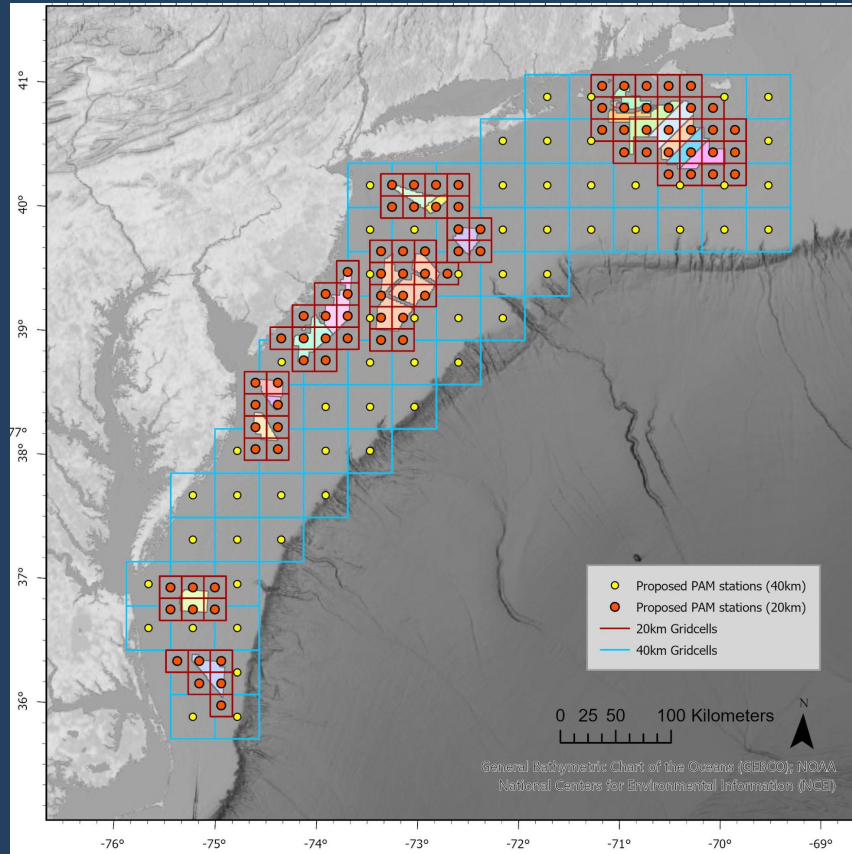 41°
40°
39°
77°
38°
37°
36°
Proposed PAM stations (40km)
Proposed PAM stations (20km)
20km Gridcells
40km Gridcells
0 25 50 100 Kilometers
N
General Bathymetric Chart of the Oceans (GEBCO); NOAA
National Centers for Environmental Information (NCEI)
-76° -75° -74° -73° -72° -71° -70° -69°